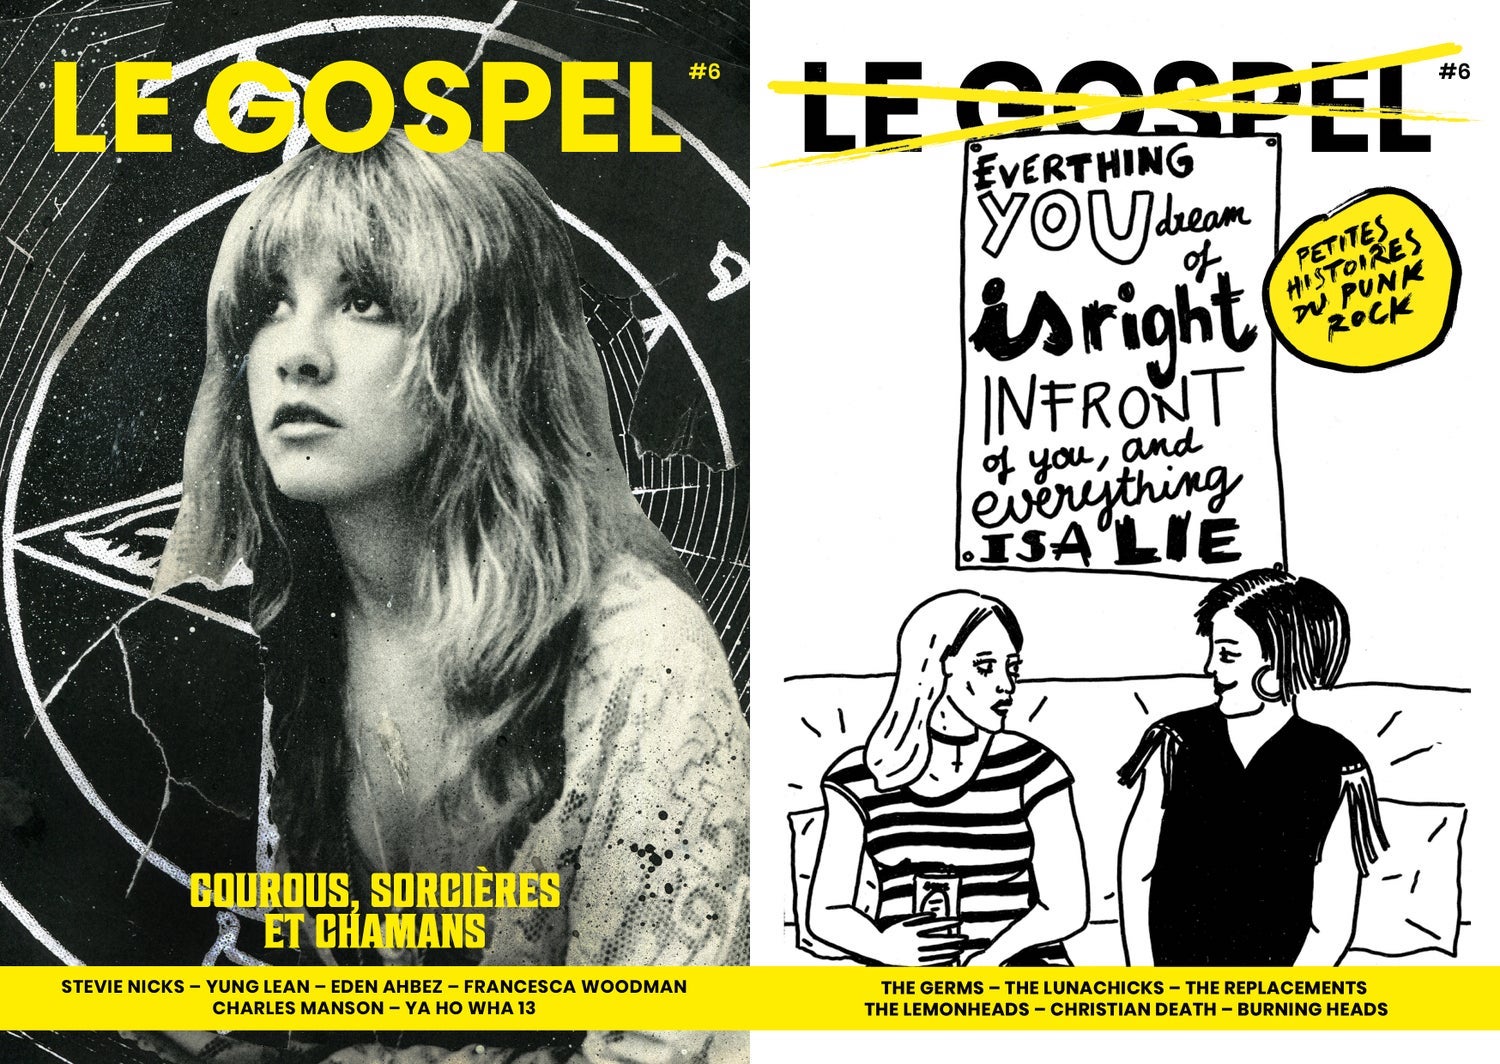 LE GOSPEL #6
GOUROUS, SORCIÈRES
ET CHAMANS
STEVIE NICKS – YUNG LEAN – EDEN AHBEZ – FRANCESCA WOODMAN
CHARLES MANSON – YA HO WHA 13
LE GOSPEL #6
EVERTHING
YOU dream
of
is right
INFRONT
of you, and
everything
IS A LIE
PETITES
HISTOIRES
DU PUNK
ROCK
THE GERMS – THE LUNACHICKS – THE REPLACEMENTS
THE LEMONHEADS – CHRISTIAN DEATH – BURNING HEADS